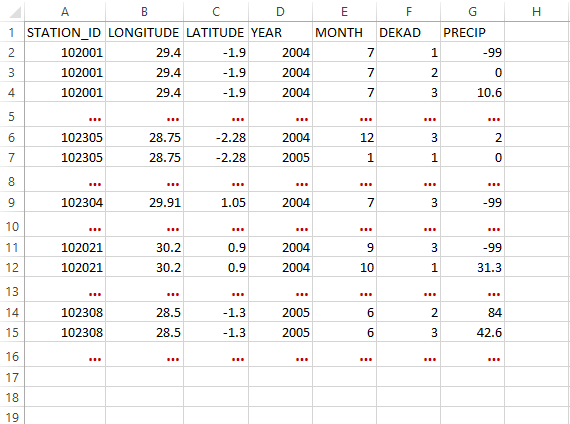 A B C D E F G H
1 STATION_ID LONGITUDE LATITUDE YEAR MONTH DEKAD PRECIP
2 102001 29.4 -1.9 2004 7 1 -99
3 102001 29.4 -1.9 2004 7 2 0
4 102001 29.4 -1.9 2004 7 3 10.6
5 ... ... ... ... ... ... ...
6 102305 28.75 -2.28 2004 12 3 2
7 102305 28.75 -2.28 2005 1 1 0
8 ... ... ... ... ... ... ...
9 102304 29.91 1.05 2004 7 3 -99
10 ... ... ... ... ... ... ...
11 102021 30.2 0.9 2004 9 3 -99
12 102021 30.2 0.9 2004 10 1 31.3
13 ... ... ... ... ... ... ...
14 102308 28.5 -1.3 2005 6 2 84
15 102308 28.5 -1.3 2005 6 3 42.6
16 ... ... ... ... ... ... ...
17
18
19